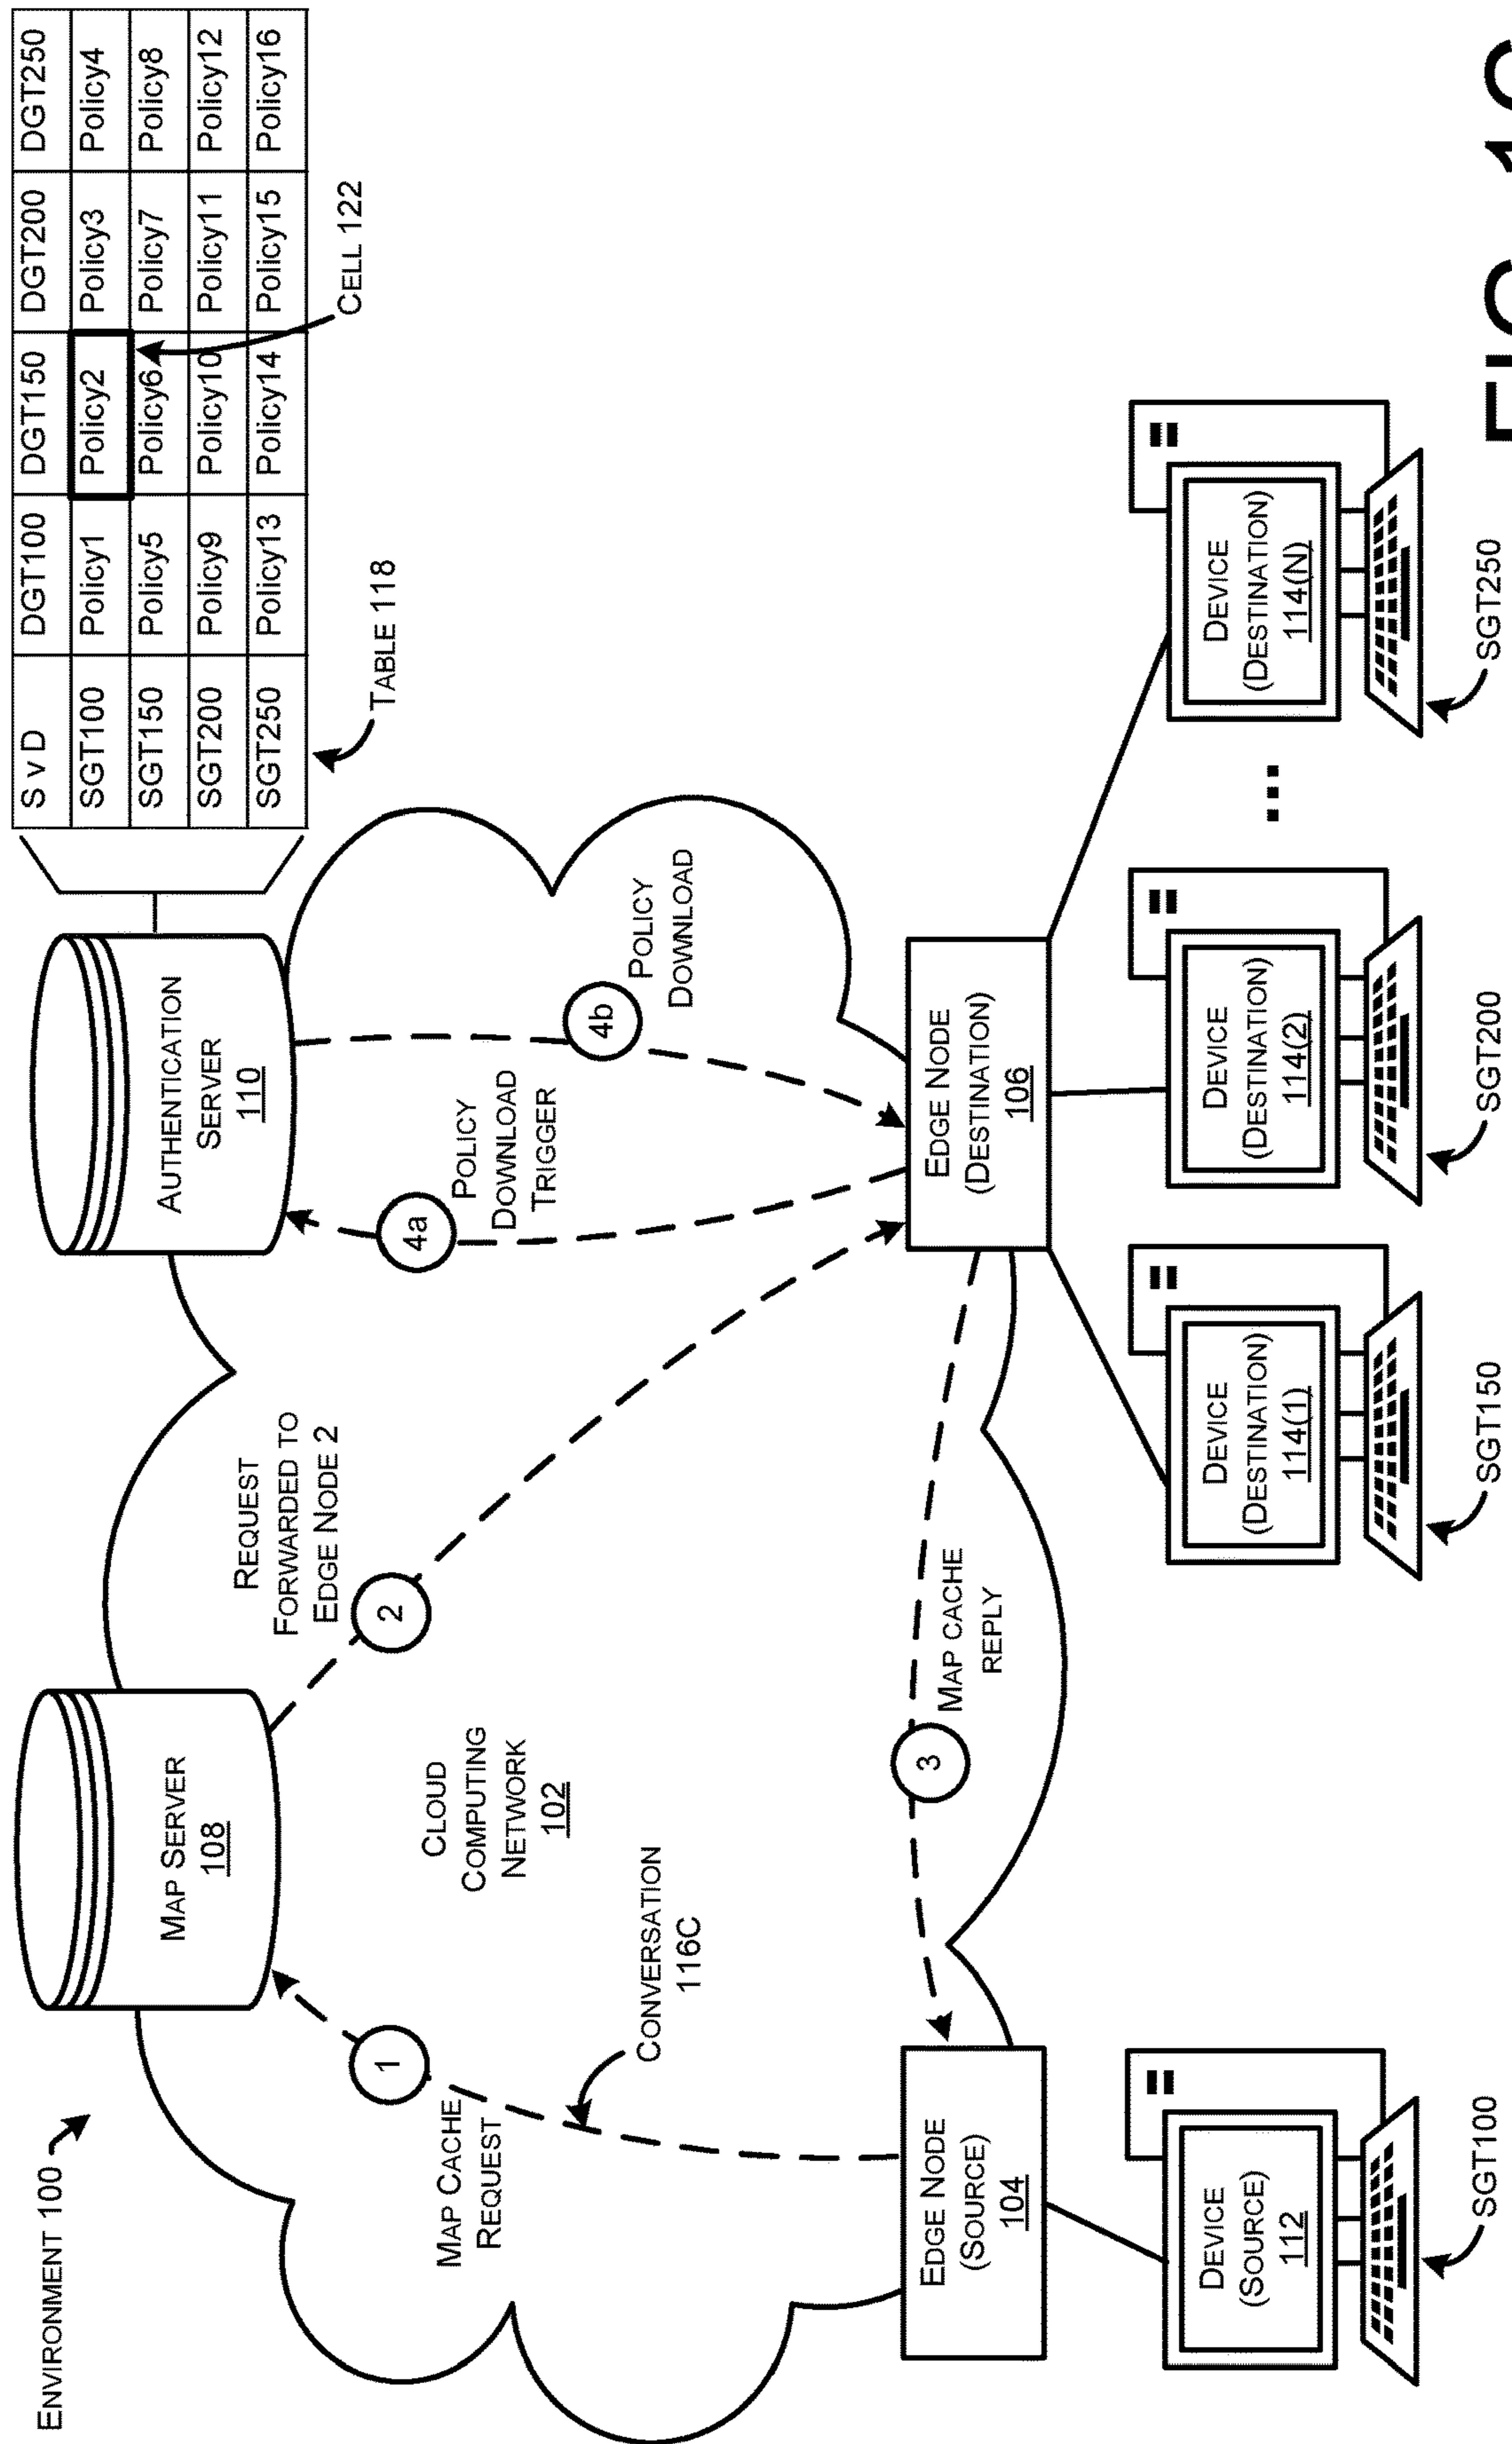 ENVIRONMENT 100
MAP SERVER
108
AUTHENTICATION
SERVER
110
S v D DGT100 DGT150 DGT200 DGT250
SGT100 Policy1 Policy2 Policy3 Policy4
SGT150 Policy5 Policy6 Policy7 Policy8
SGT200 Policy9 Policy10 Policy11 Policy12
SGT250 Policy13 Policy14 Policy15 Policy16
TABLE 118
CELL 122
1
MAP CACHE
REQUEST
CONVERSATION
116C
CLOUD
COMPUTING
NETWORK
102
REQUEST
FORWARDED TO
EDGE NODE 2
2
4a
POLICY
DOWNLOAD
TRIGGER
4b
POLICY
DOWNLOAD
3
MAP CACHE
REPLY
EDGE NODE
(SOURCE)
104
EDGE NODE
(DESTINATION)
106
DEVICE
(SOURCE)
112
SGT100
DEVICE
(DESTINATION)
114(1)
SGT150
DEVICE
(DESTINATION)
114(2)
SGT200
...
DEVICE
(DESTINATION)
114(N)
SGT250
FIG. 1C